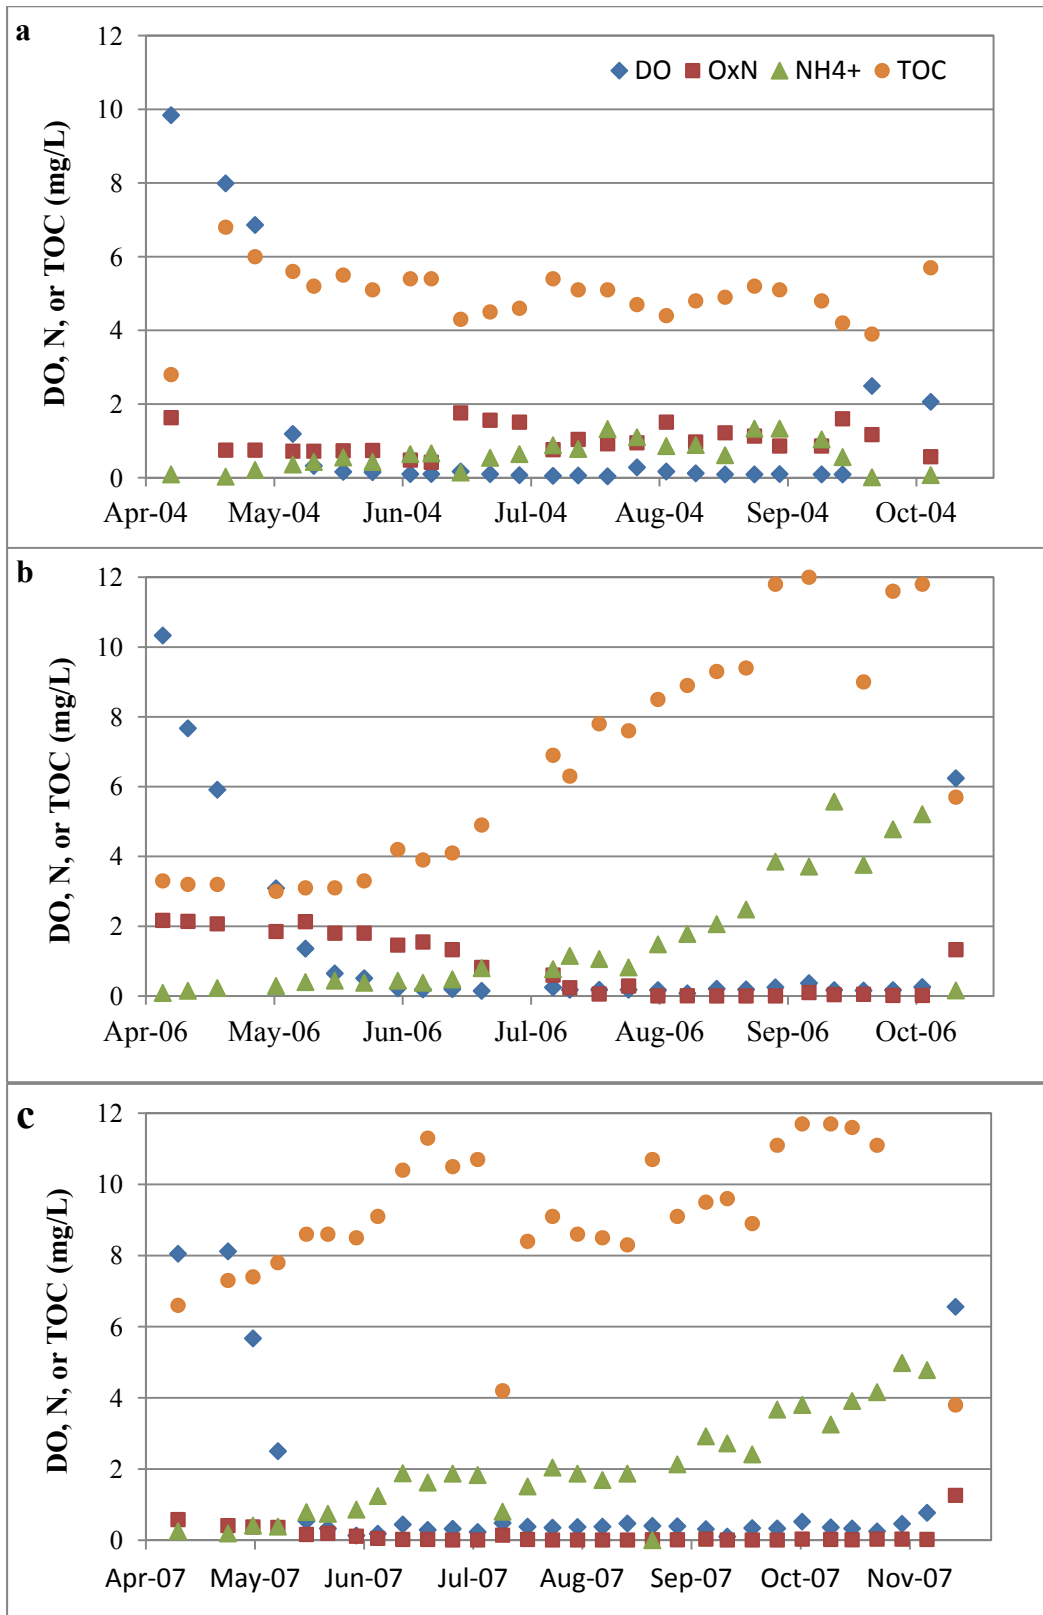 a
DO OxN NH4+ TOC
DO, N, or TOC (mg/L)
12
10
8
6
4
2
0
Apr-04 May-04 Jun-04 Jul-04 Aug-04 Sep-04 Oct-04
b
DO, N, or TOC (mg/L)
12
10
8
6
4
2
0
Apr-06 May-06 Jun-06 Jul-06 Aug-06 Sep-06 Oct-06
c
DO, N, or TOC (mg/L)
12
10
8
6
4
2
0
Apr-07 May-07 Jun-07 Jul-07 Aug-07 Sep-07 Oct-07 Nov-07